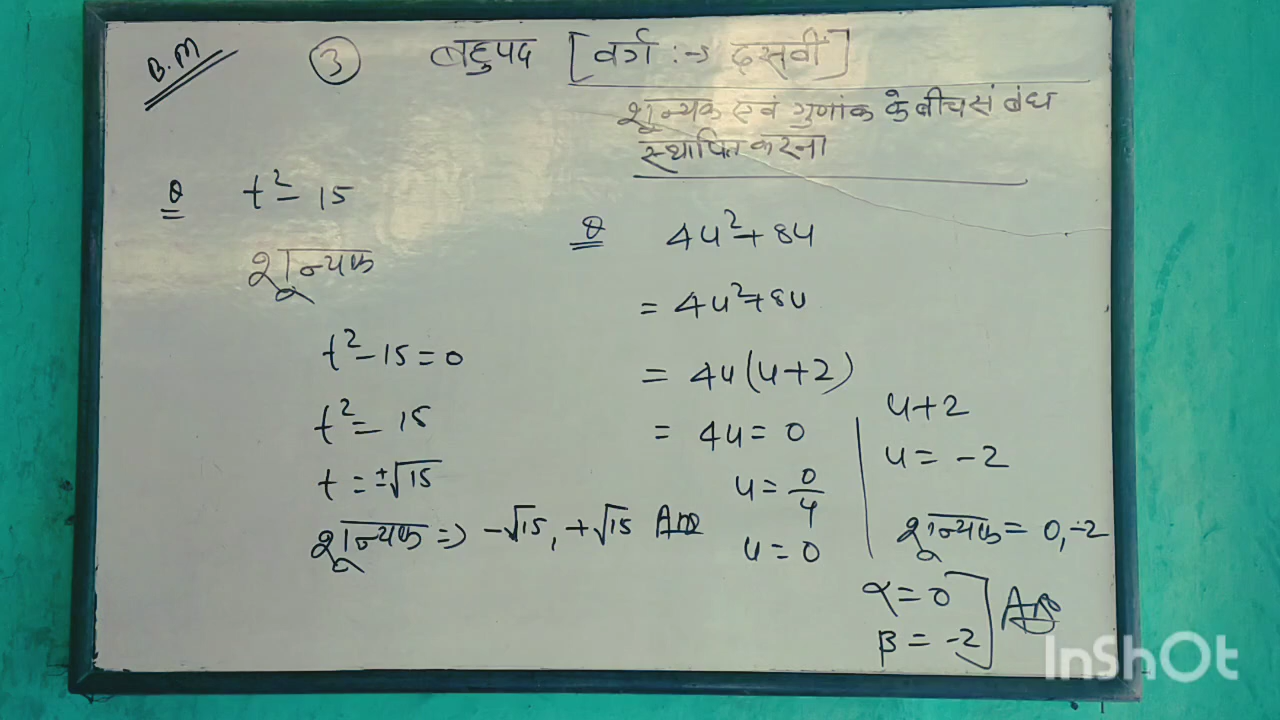 B.M
③ बहुपद [वर्ग :→ दसवीं]
शून्यक एवं गुणांक के बीच संबंध
स्थापित करना
Q t² - 15
शून्यक
t² - 15 = 0
t² = 15
t = ±√15
शून्यक => -√15, +√15 Ans
Q 4u² + 8u
= 4u² + 8u
= 4u(u+2)
= 4u = 0
u = 0/4
u = 0
u+2
u = -2
शून्यक = 0, -2
α = 0
β = -2
Ans
InShOt